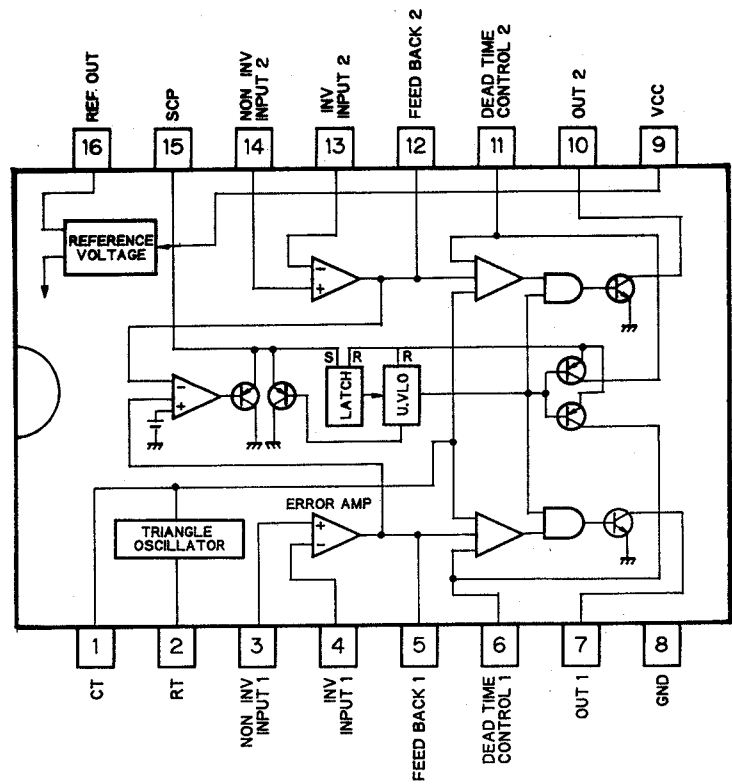 REF. OUT
SCP
NON INV
INPUT 2
INV
INPUT 2
FEED BACK 2
DEAD TIME
CONTROL 2
OUT 2
VCC
16
15
14
13
12
11
10
9
REFERENCE
VOLTAGE
-
+
S
R
R
LATCH
U.VLO
-
+
ERROR AMP
+
-
TRIANGLE
OSCILLATOR
1
2
3
4
5
6
7
8
CT
RT
NON INV
INPUT 1
INV
INPUT 1
FEED BACK 1
DEAD TIME
CONTROL 1
OUT 1
GND